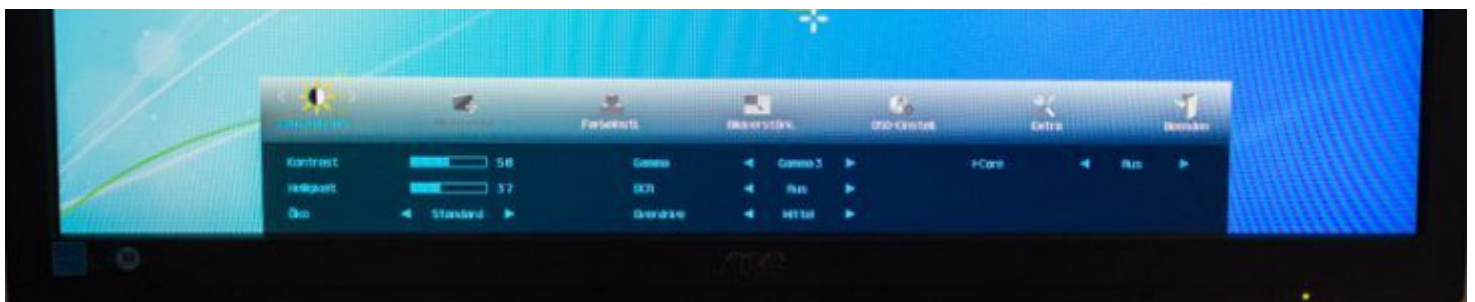 Farbeinst. Bildverstärk. OSD-Einstell. Extra Beenden
Kontrast 50 Gamma Gamma3 i-Care Aus
Helligkeit 37 DCR Aus
Öko Standard Overdrive Mittel